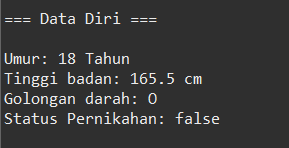 === Data Diri ===
Umur: 18 Tahun
Tinggi badan: 165.5 cm
Golongan darah: O
Status Pernikahan: false